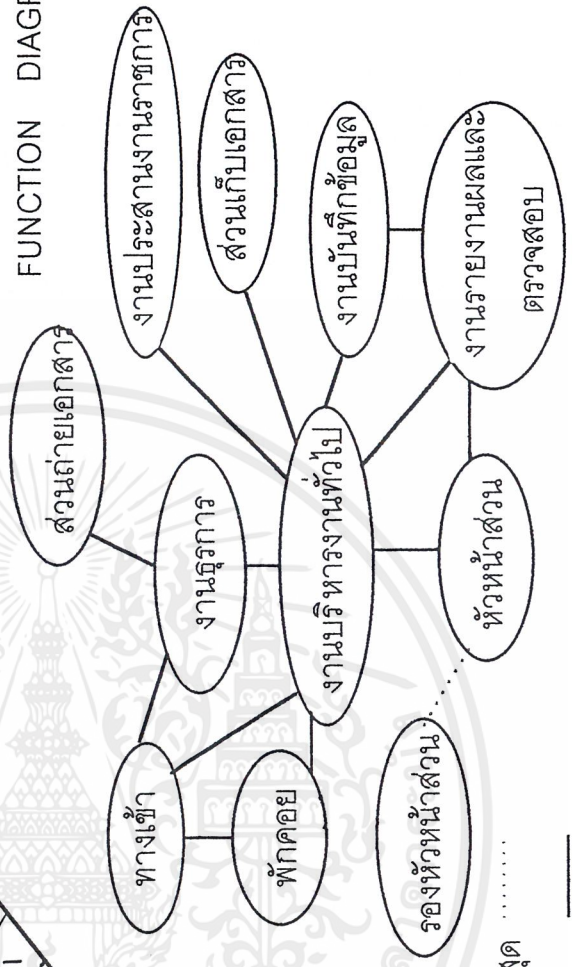 FUNCTION DIAGR
ส่วนถ่ายเอกสาร
งานประสานงานราชการ
ส่วนเก็บเอกสาร
งานธุรการ
ทางเข้า
งานบันทึกข้อมูล
งานบริหารงานทั่วไป
พักคอย
งานรายงานผลและ
ตรวจสอบ
หัวหน้าส่วน
รองหัวหน้าส่วน
สุด ........